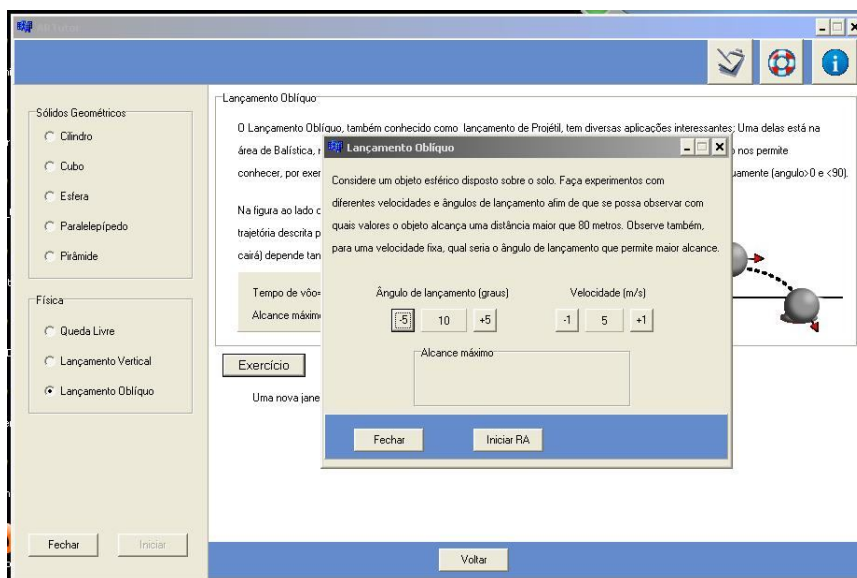 Lançamento Oblíquo
Sólidos Geométricos
Cilindro
Cubo
Esfera
Paralelepípedo
Pirâmide
Física
Queda Livre
Lançamento Vertical
Lançamento Oblíquo
Fechar
Iniciar
O Lançamento Oblíquo, também conhecido como lançamento de Projétil, tem diversas aplicações interessantes; Uma delas está na
área de Balística,
nos permite
conhecer, por
(angulo>0 e <90).
Na figura ao lado
trajetória descrita
cairá) depende
Tempo de vôo=
Alcance
Exercício
Uma nova
Voltar
Lançamento Oblíquo
Considere um objeto esférico disposto sobre o solo. Faça experimentos com
diferentes velocidades e ângulos de lançamento afim de que se possa observar com
quais valores o objeto alcança uma distância maior que 80 metros. Observe também,
para uma velocidade fixa, qual seria o ângulo de lançamento que permite maior alcance.
Ângulo de lançamento (graus) Velocidade (m/s)
-5 10 +5 -1 5 +1
Alcance máximo
Fechar Iniciar RA